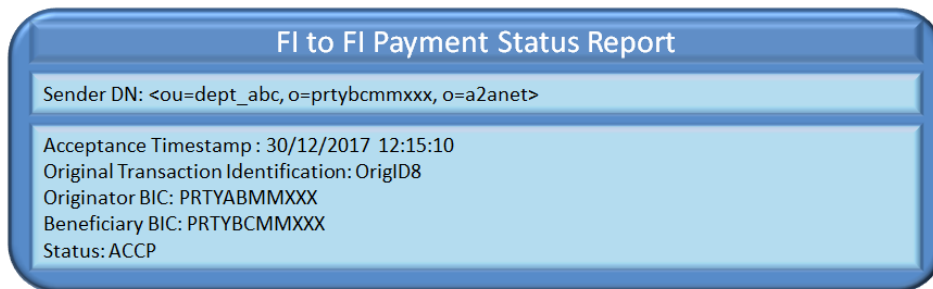 FI to FI Payment Status Report
Sender DN: <ou=dept_abc, o=prtybcmmxxx, o=a2anet>
Acceptance Timestamp : 30/12/2017 12:15:10
Original Transaction Identification: OrigID8
Originator BIC: PRTYABMMXXX
Beneficiary BIC: PRTYBCMMXXX
Status: ACCP